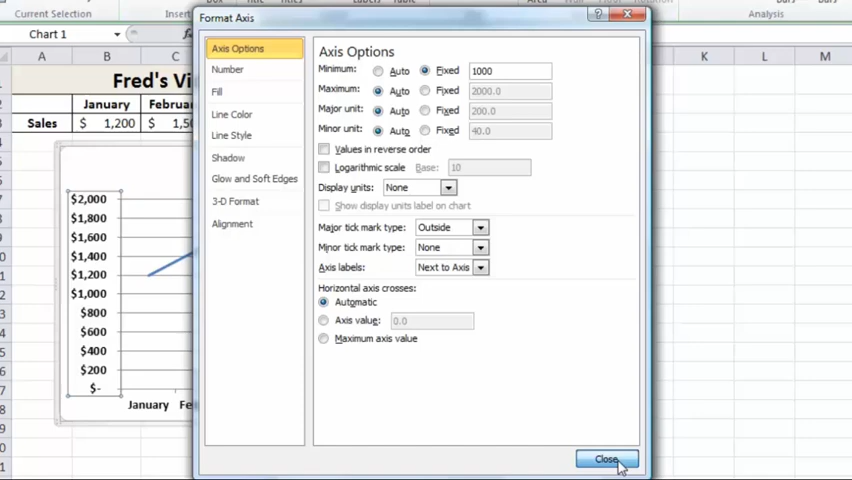 Current Selection
Insert
Analysis
Chart 1
Format Axis
A B C K L M
Fred's Vi
January Februa
Sales $ 1,200 $ 1,50
$2,000
$1,800
$1,600
$1,400
$1,200
$1,000
$800
$600
$400
$200
$-
January Fe
Axis Options
Number
Fill
Line Color
Line Style
Shadow
Glow and Soft Edges
3-D Format
Alignment
Axis Options
Minimum: Auto Fixed 1000
Maximum: Auto Fixed 2000.0
Major unit: Auto Fixed 200.0
Minor unit: Auto Fixed 40.0
Values in reverse order
Logarithmic scale Base: 10
Display units: None
Show display units label on chart
Major tick mark type: Outside
Minor tick mark type: None
Axis labels: Next to Axis
Horizontal axis crosses:
Automatic
Axis value: 0.0
Maximum axis value
Close